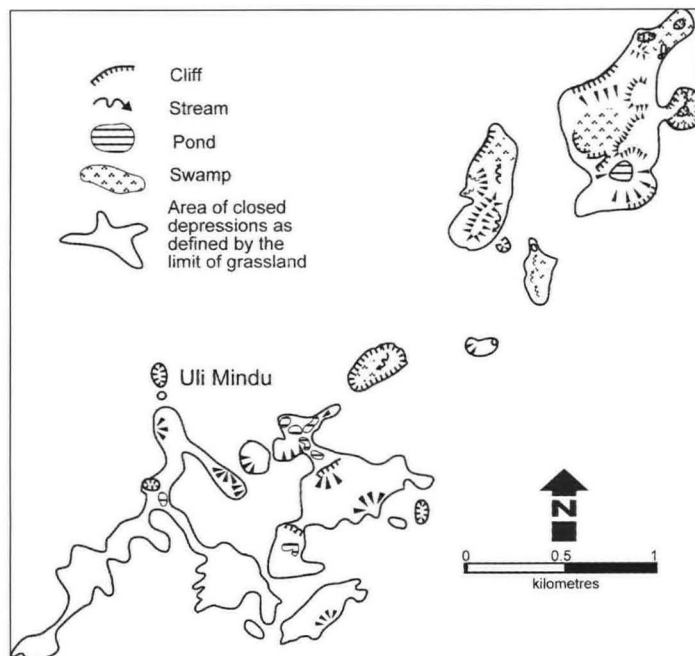 Cliff
Stream
Pond
Swamp
Area of closed
depressions as
defined by the
limit of grassland
Uli Mindu
N
0 0.5 1
kilometres